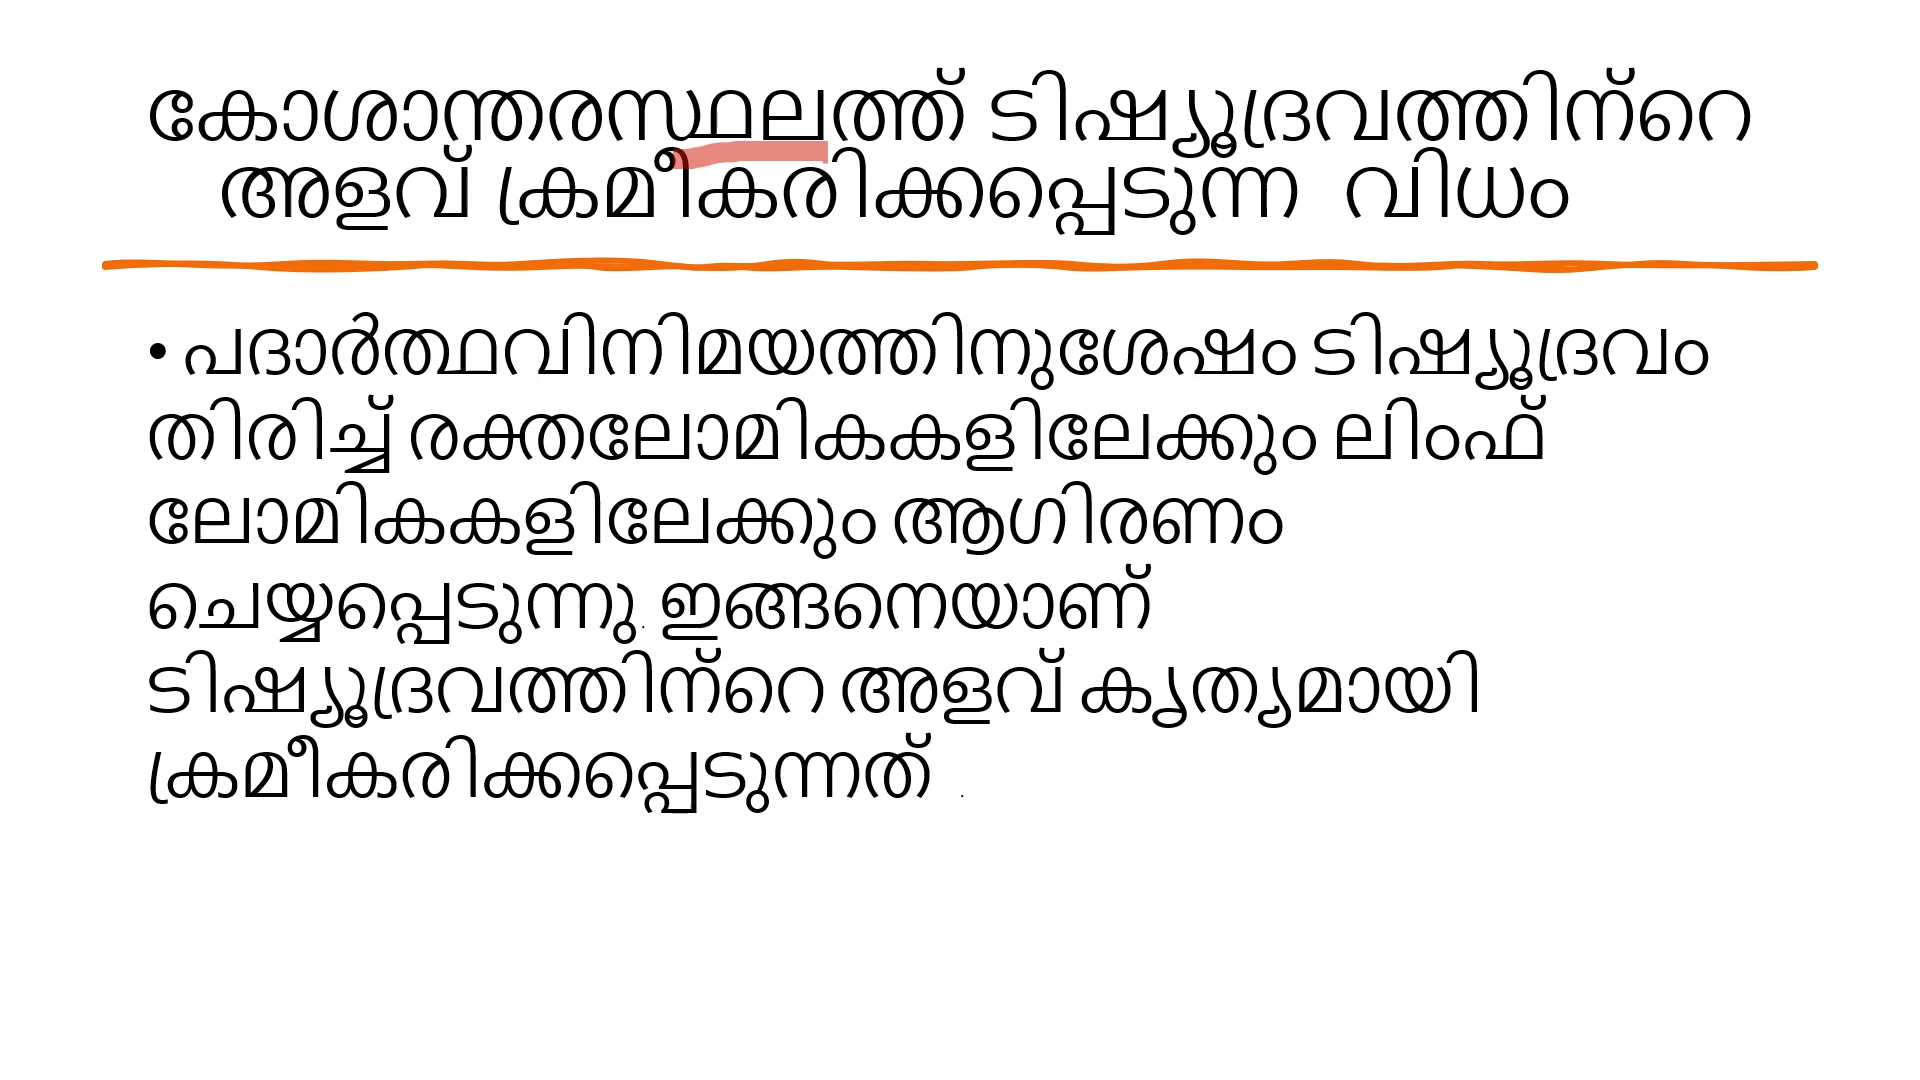 കോശാന്തരസ്ഥലത്ത് ടിഷ്യൂദ്രവത്തിന്റെ
അളവ് ക്രമീകരിക്കപ്പെടുന്ന വിധം
• പദാർത്ഥവിനിമയത്തിനുശേഷം ടിഷ്യൂദ്രവം
തിരിച്ച് രക്തലോമികകളിലേക്കും ലിംഫ്
ലോമികകളിലേക്കും ആഗിരണം
ചെയ്യപ്പെടുന്നു. ഇങ്ങനെയാണ്
ടിഷ്യൂദ്രവത്തിന്റെ അളവ് കൃത്യമായി
ക്രമീകരിക്കപ്പെടുന്നത് .